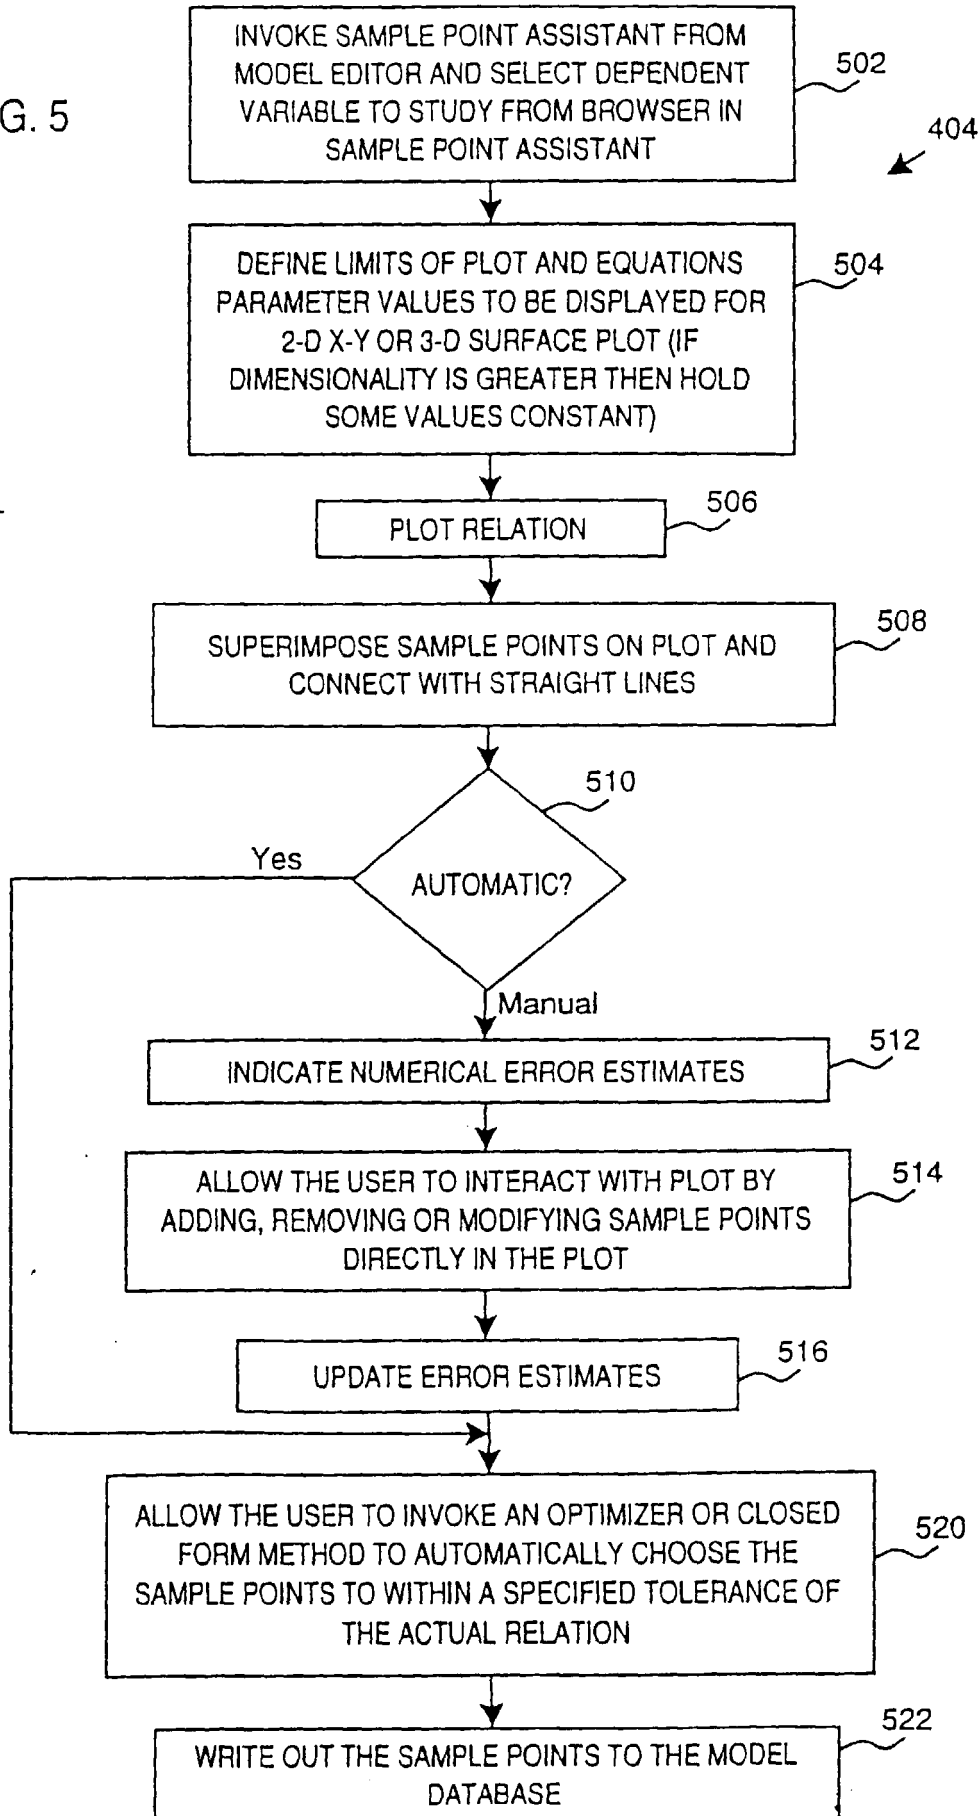 G. 5
INVOKE SAMPLE POINT ASSISTANT FROM
MODEL EDITOR AND SELECT DEPENDENT
VARIABLE TO STUDY FROM BROWSER IN
SAMPLE POINT ASSISTANT
502
404
DEFINE LIMITS OF PLOT AND EQUATIONS
PARAMETER VALUES TO BE DISPLAYED FOR
2-D X-Y OR 3-D SURFACE PLOT (IF
DIMENSIONALITY IS GREATER THEN HOLD
SOME VALUES CONSTANT)
504
PLOT RELATION
506
SUPERIMPOSE SAMPLE POINTS ON PLOT AND
CONNECT WITH STRAIGHT LINES
508
510
AUTOMATIC?
Yes
Manual
INDICATE NUMERICAL ERROR ESTIMATES
512
ALLOW THE USER TO INTERACT WITH PLOT BY
ADDING, REMOVING OR MODIFYING SAMPLE POINTS
DIRECTLY IN THE PLOT
514
UPDATE ERROR ESTIMATES
516
ALLOW THE USER TO INVOKE AN OPTIMIZER OR CLOSED
FORM METHOD TO AUTOMATICALLY CHOOSE THE
SAMPLE POINTS TO WITHIN A SPECIFIED TOLERANCE OF
THE ACTUAL RELATION
520
WRITE OUT THE SAMPLE POINTS TO THE MODEL
DATABASE
522